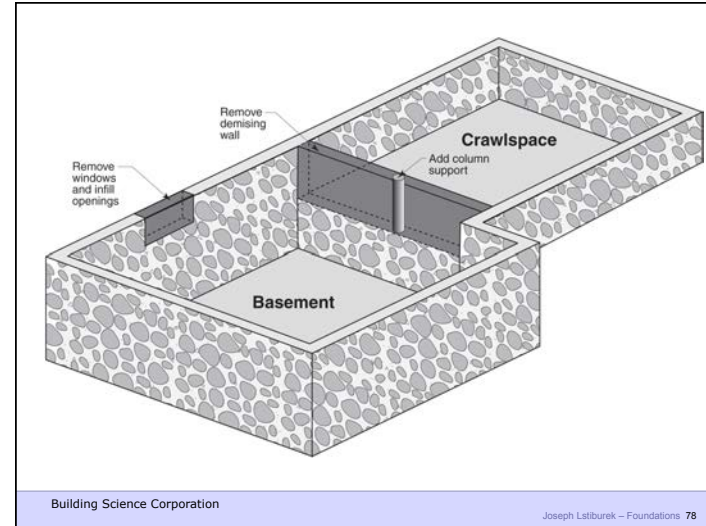 Remove
demising
wall
Crawlspace
Add column
support
Remove
windows
and infill
openings
Basement
Building Science Corporation
Joseph Lstiburek – Foundations 78